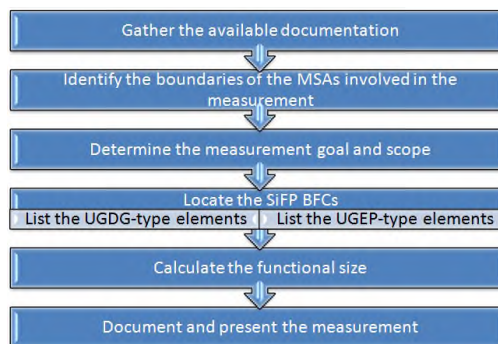 Gather the available documentation
Identify the boundaries of the MSAs involved in the
measurement
Determine the measurement goal and scope
Locate the SiFP BFCs
List the UGDG-type elements
List the UGEP-type elements
Calculate the functional size
Document and present the measurement